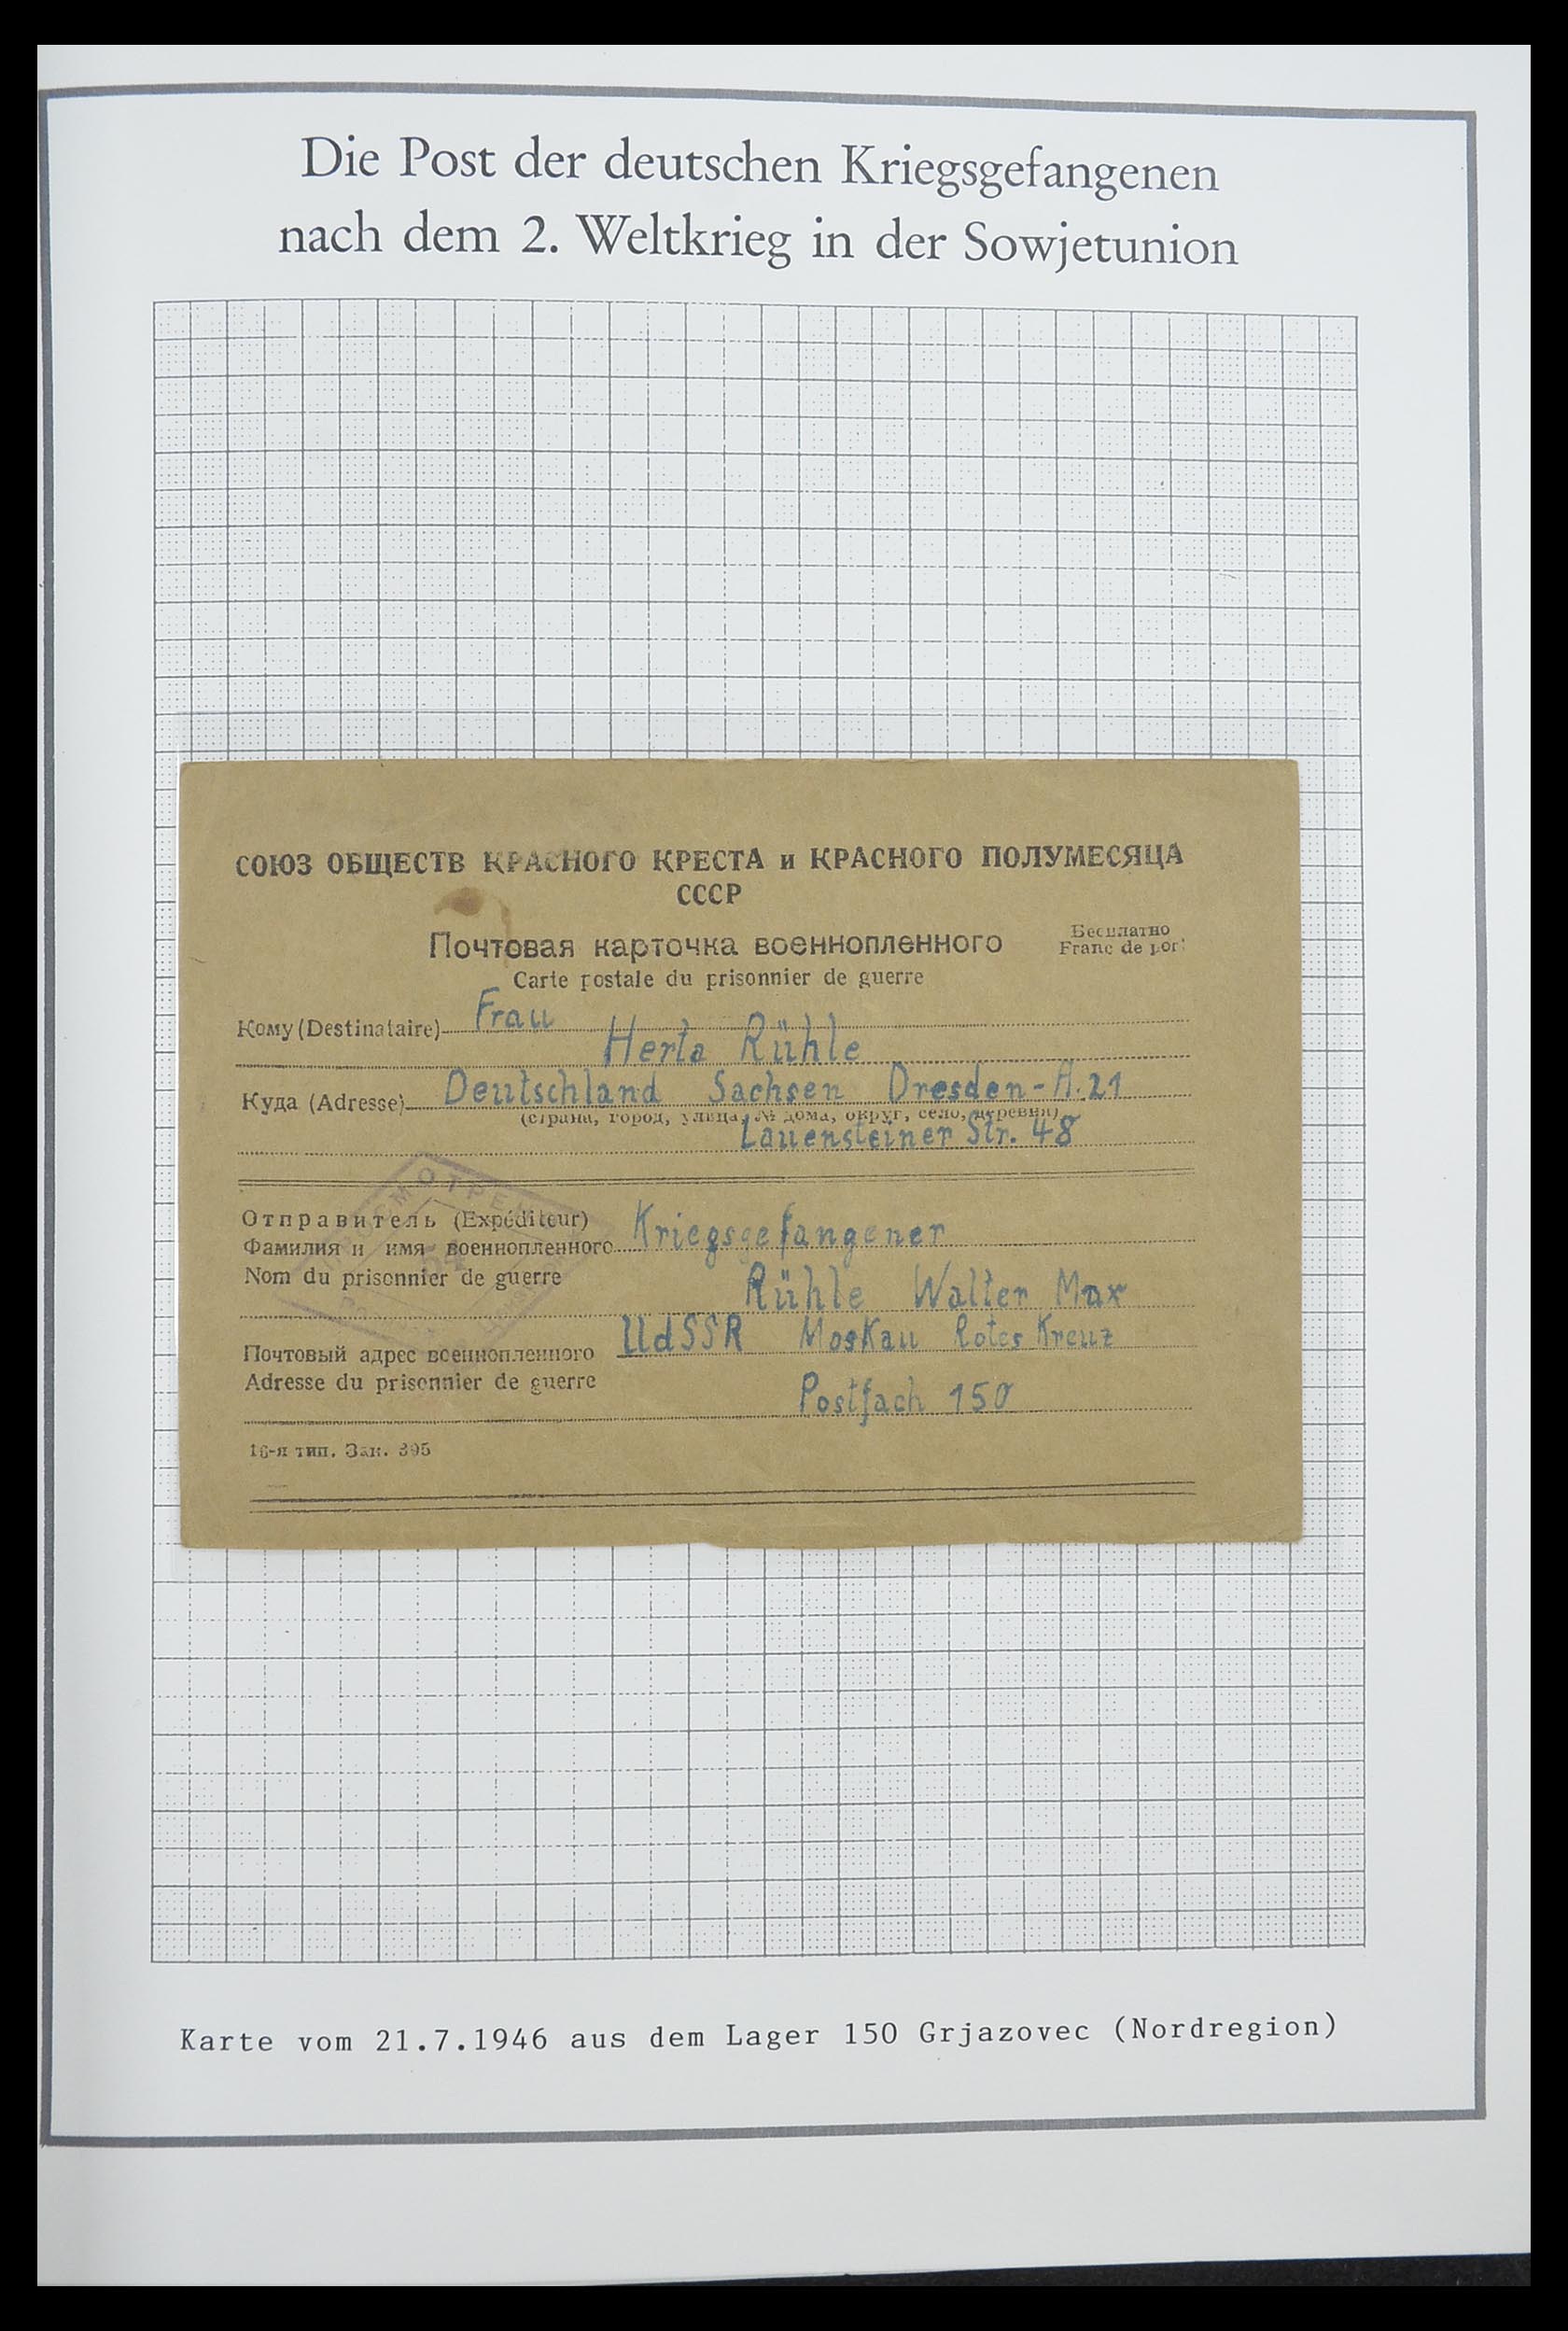 Die Post der deutschen Kriegsgefangenen
nach dem 2. Weltkrieg in der Sowjetunion
СОЮЗ ОБЩЕСТВ КРАСНОГО КРЕСТА и КРАСНОГО ПОЛУМЕСЯЦА
СССР
Почтовая карточка военнопленного
Бесплатно
Franc de port
Carte postale du prisonnier de guerre
Кому (Destinataire) Frau
Herta Rühle
Куда (Adresse) Deutschland Sachsen Dresden-A.21
(страна, город, улица, № дома, округ, село, деревня)
Lauensteiner Str. 48
Отправитель (Expéditeur)
Фамилия и имя военнопленного Kriegsgefangener
Nom du prisonnier de guerre
Rühle Walter Max
UdSSR Moskau Rotes Kreuz
Почтовый адрес военнопленного
Adresse du prisonnier de guerre
Postfach 150
16-я тип. Зак. 395
Karte vom 21.7.1946 aus dem Lager 150 Grjazovec (Nordregion)